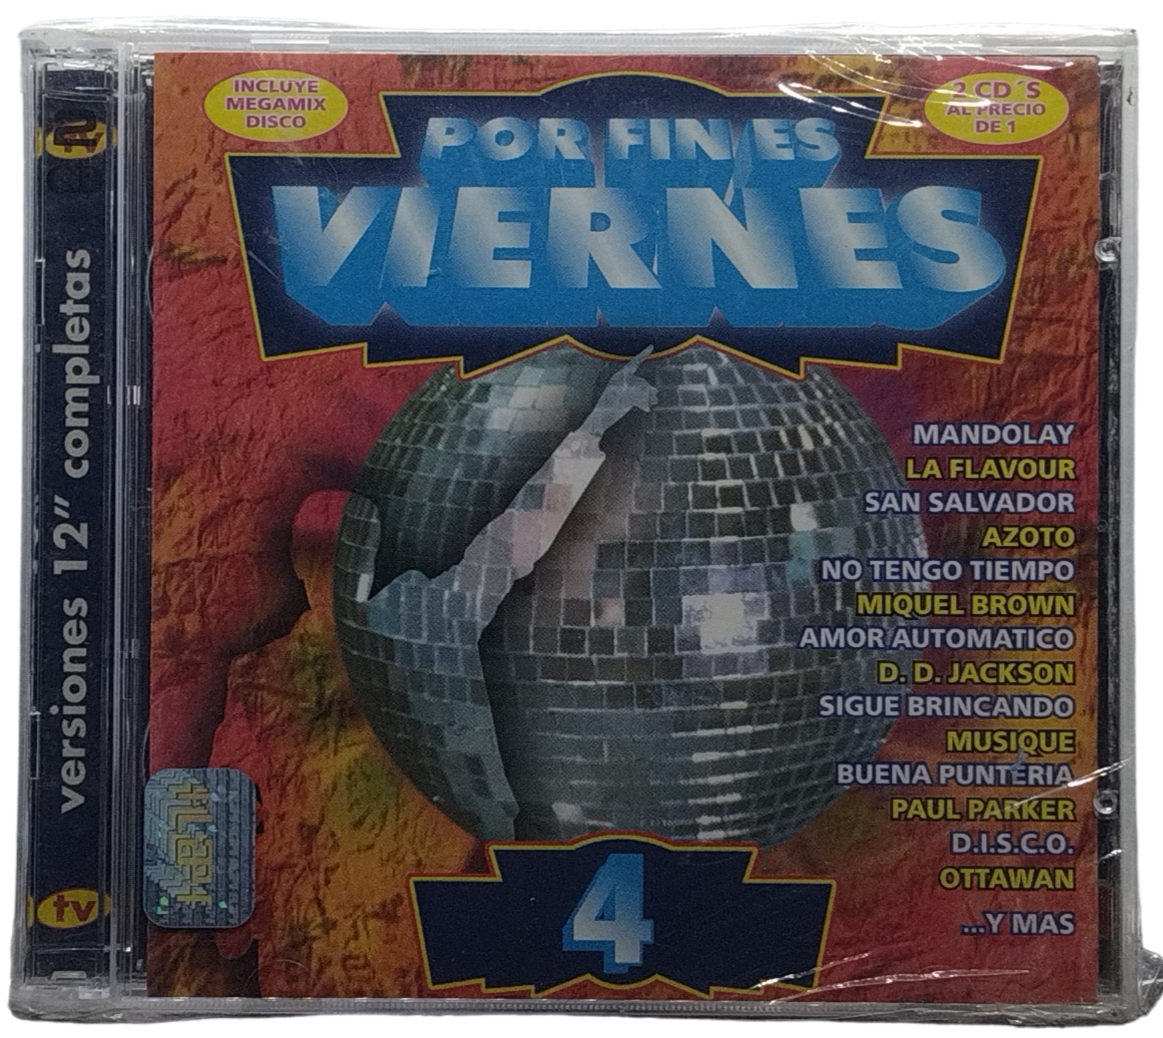 INCLUYE
MEGAMIX
DISCO
2 CD´S
AL PRECIO
DE 1
POR FIN ES
VIERNES
MANDOLAY
LA FLAVOUR
SAN SALVADOR
AZOTO
NO TENGO TIEMPO
MIQUEL BROWN
AMOR AUTOMATICO
D. D. JACKSON
SIGUE BRINCANDO
MUSIQUE
BUENA PUNTERIA
PAUL PARKER
D.I.S.C.O.
OTTAWAN
...Y MAS
4
versiones 12" completas
tv